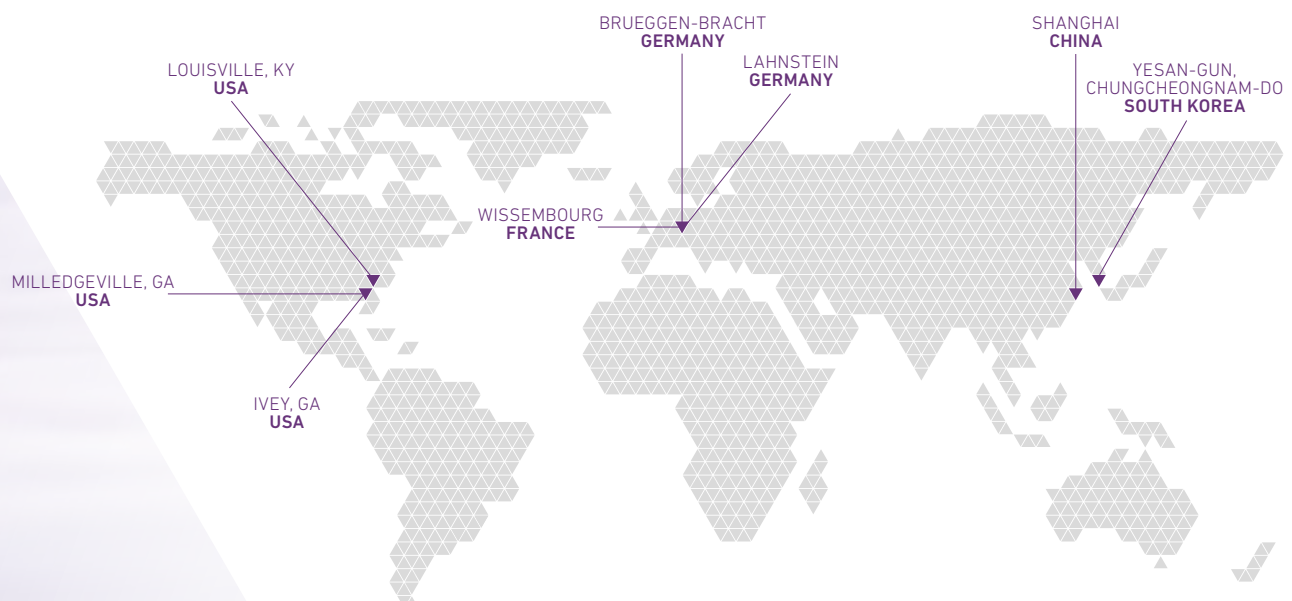 BRUEGGEN-BRACHT
GERMANY
SHANGHAI
CHINA
LAHNSTEIN
GERMANY
LOUISVILLE, KY
USA
YESAN-GUN,
CHUNGCHEONGNAM-DO
SOUTH KOREA
WISSEMBOURG
FRANCE
MILLEDGEVILLE, GA
USA
IVEY, GA
USA